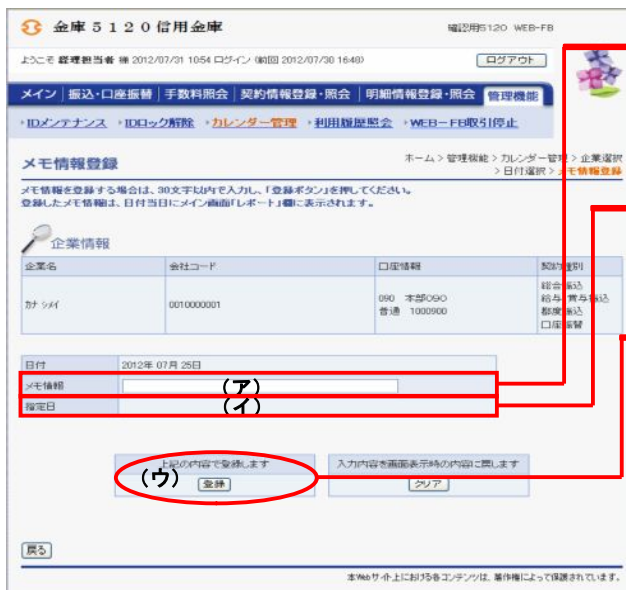 金庫5120信用金庫
確認用5120 WEB-FB
ようこそ 経理担当者 様 2012/07/31 1054 ログイン (前回 2012/07/30 1640)
ログアウト
メイン 振込・口座振替 手数料照会 契約情報登録・照会 明細情報登録・照会 管理機能
IDメンテナンス IDロック解除 カレンダー管理 利用履歴照会 WEB-FB取引停止
メモ情報登録
ホーム > 管理機能 > カレンダー管理 > 企業選択
> 日付選択 > メモ情報登録
メモ情報を登録する場合は、30文字以内で入力し、「登録ボタン」を押してください。
登録したメモ情報は、日付当日にメイン画面「レポート」欄に表示されます。
企業情報
企業名 会社コード 口座情報 契約種別
カナ シメイ 0010000001 090 本部090
普通 1000900
総合振込
給与・賞与振込
都度振込
口座振替
日付 2012年 07月 25日
メモ情報 (ア)
指定日 (イ)
上記の内容で登録します
(ウ) 登録
入力内容を画面表示時の内容に戻します
クリア
戻る
本Webサイト上における各コンテンツは、著作権によって保護されています。